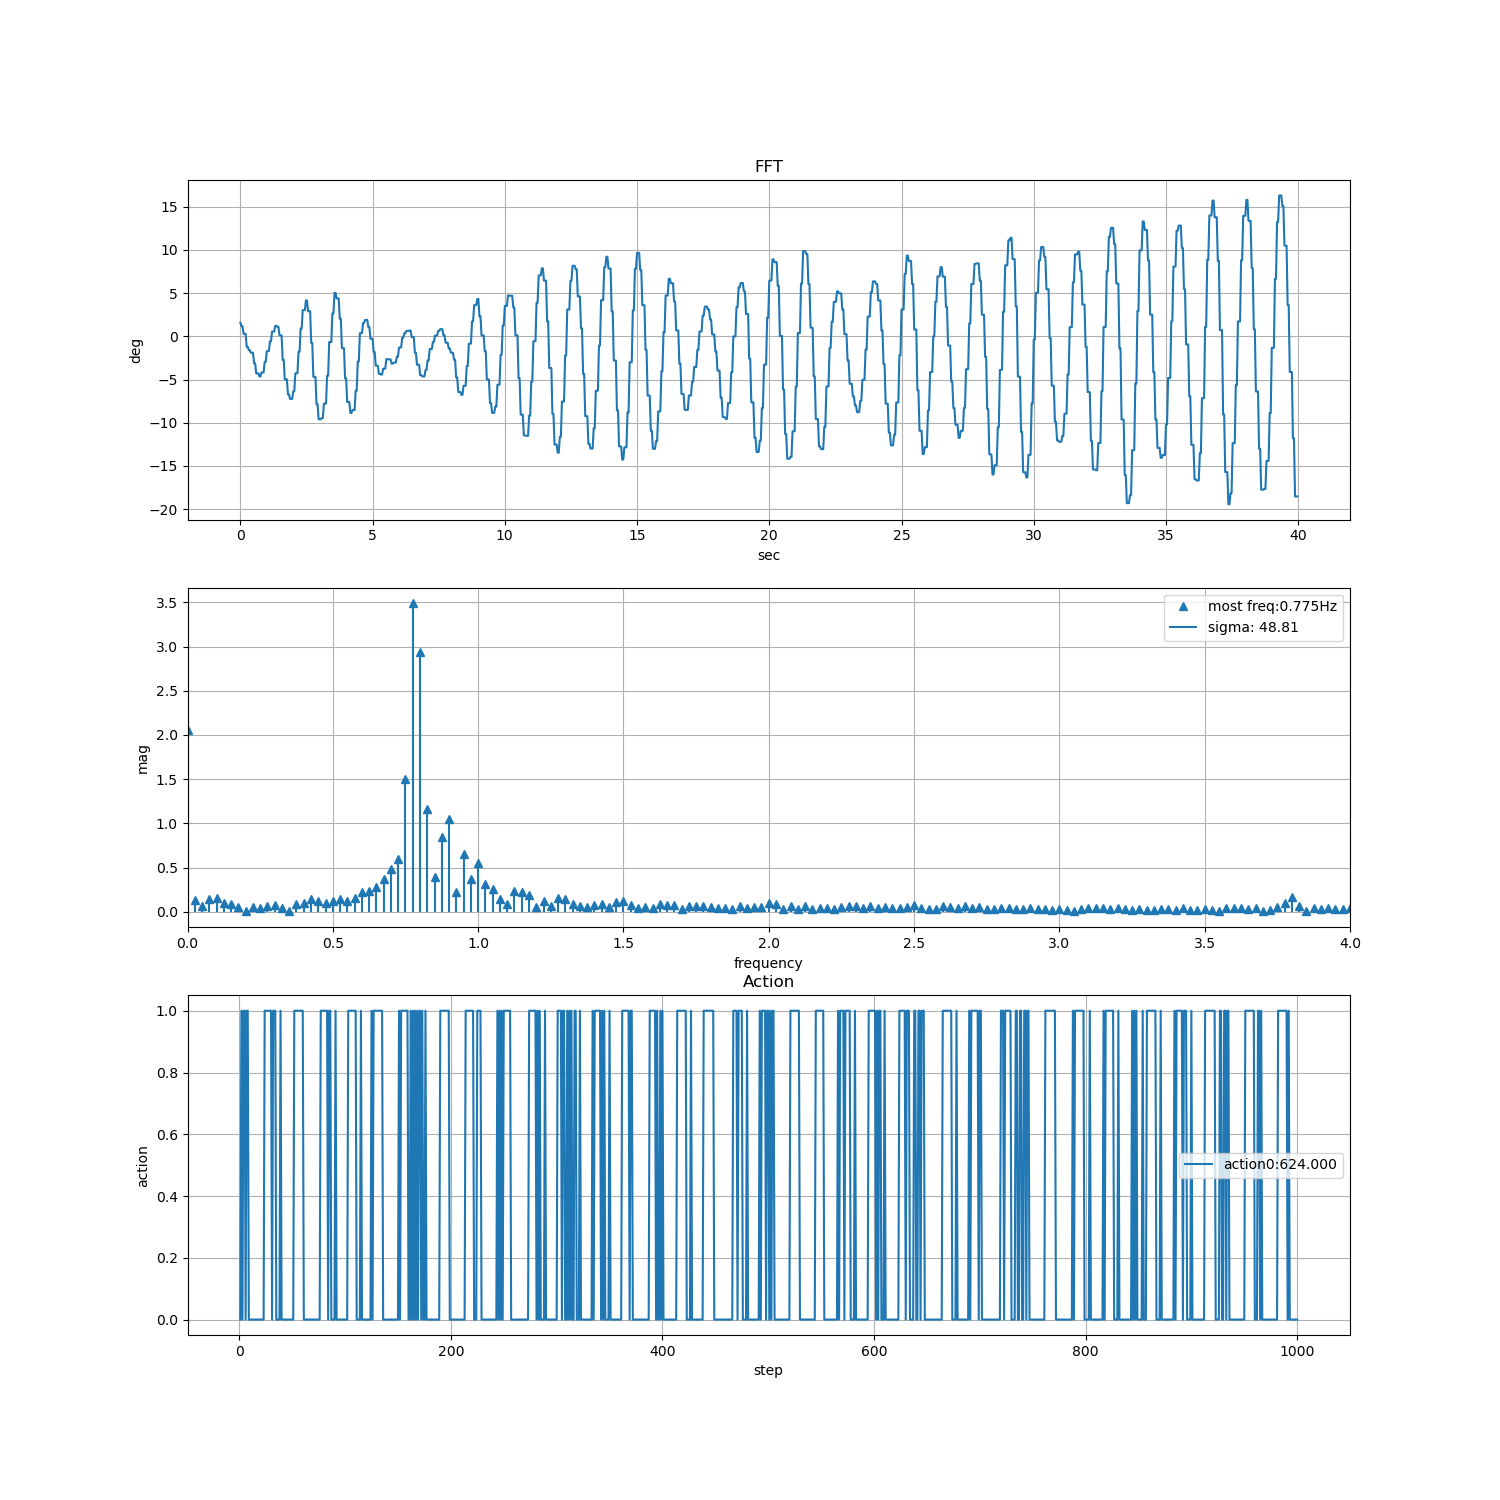 FFT
15
10
5
0
−5
−10
−15
−20
deg
0 5 10 15 20 25 30 35 40
sec
3.5
3.0
2.5
2.0
1.5
1.0
0.5
0.0
mag
most freq:0.775Hz
sigma: 48.81
0.0 0.5 1.0 1.5 2.0 2.5 3.0 3.5 4.0
frequency
Action
1.0
0.8
0.6
0.4
0.2
0.0
action
action0:624.000
0 200 400 600 800 1000
step